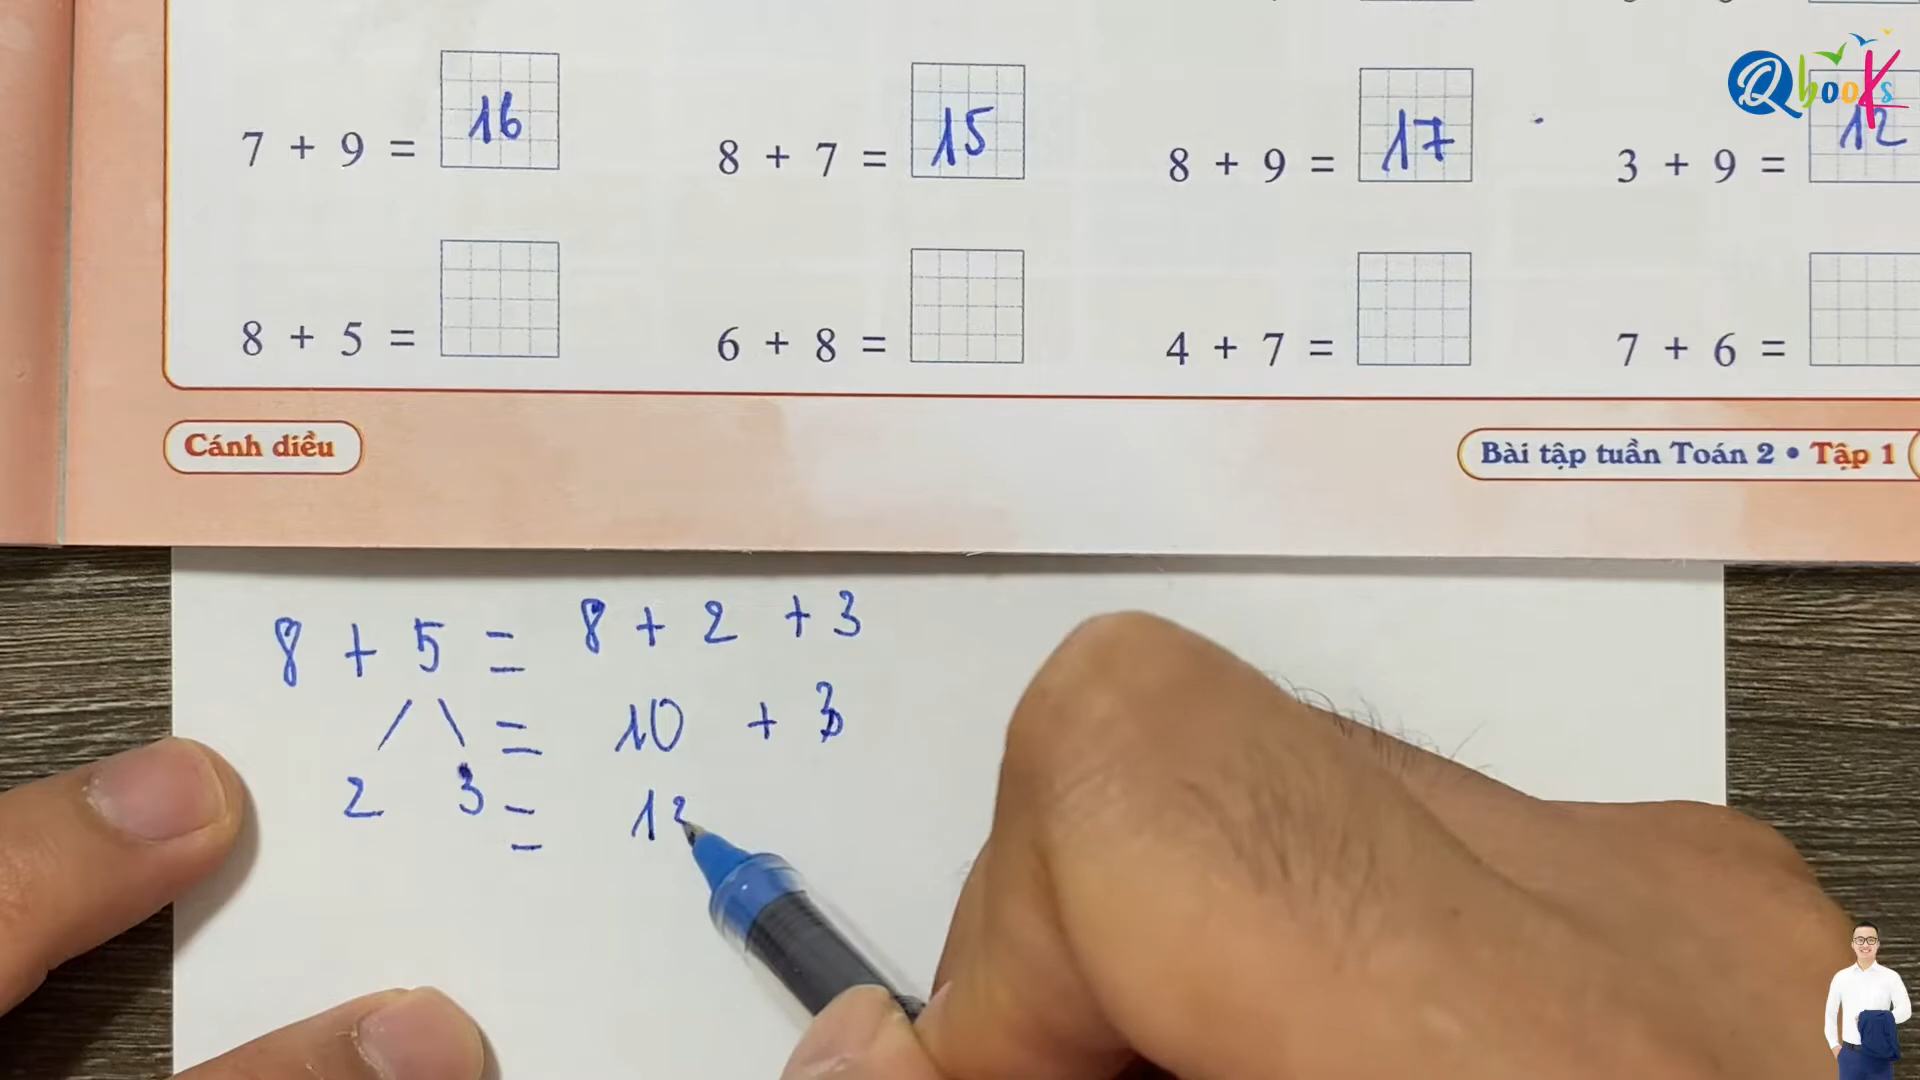 Qbooks
7 + 9 = 16 8 + 7 = 15 8 + 9 = 17 3 + 9 = 12
8 + 5 = 6 + 8 = 4 + 7 = 7 + 6 =
Cánh diều Bài tập tuần Toán 2 • Tập 1
8 + 5 = 8 + 2 + 3
= 10 + 3
2 3
= 13